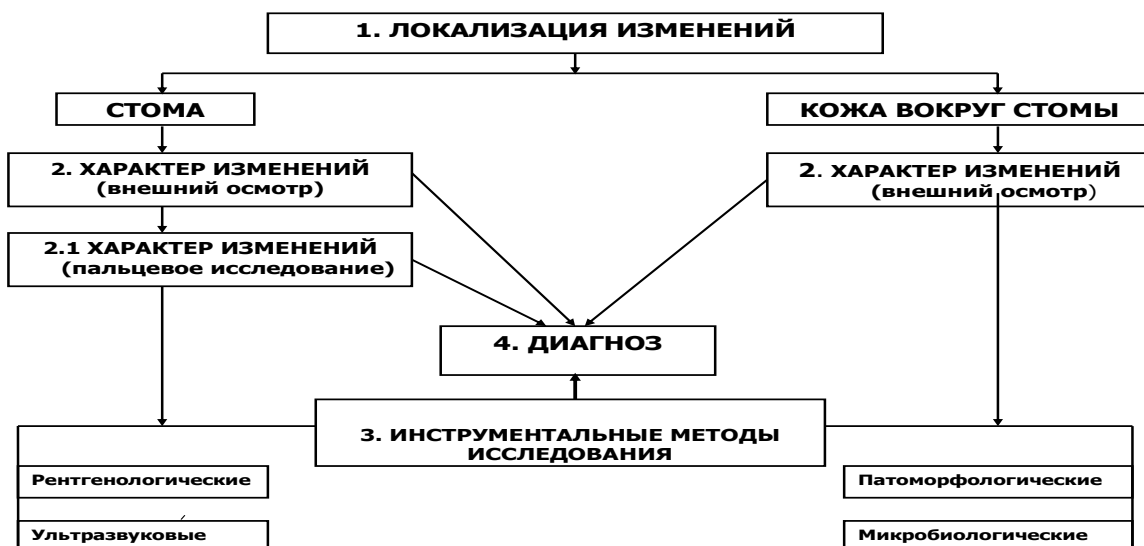 1. ЛОКАЛИЗАЦИЯ ИЗМЕНЕНИЙ
СТОМА
КОЖА ВОКРУГ СТОМЫ
2. ХАРАКТЕР ИЗМЕНЕНИЙ
(внешний осмотр)
2. ХАРАКТЕР ИЗМЕНЕНИЙ
(внешний осмотр)
2.1 ХАРАКТЕР ИЗМЕНЕНИЙ
(пальцевое исследование)
4. ДИАГНОЗ
3. ИНСТРУМЕНТАЛЬНЫЕ МЕТОДЫ
ИССЛЕДОВАНИЯ
Рентгенологические
Патоморфологические
Ультразвуковые
Микробиологические